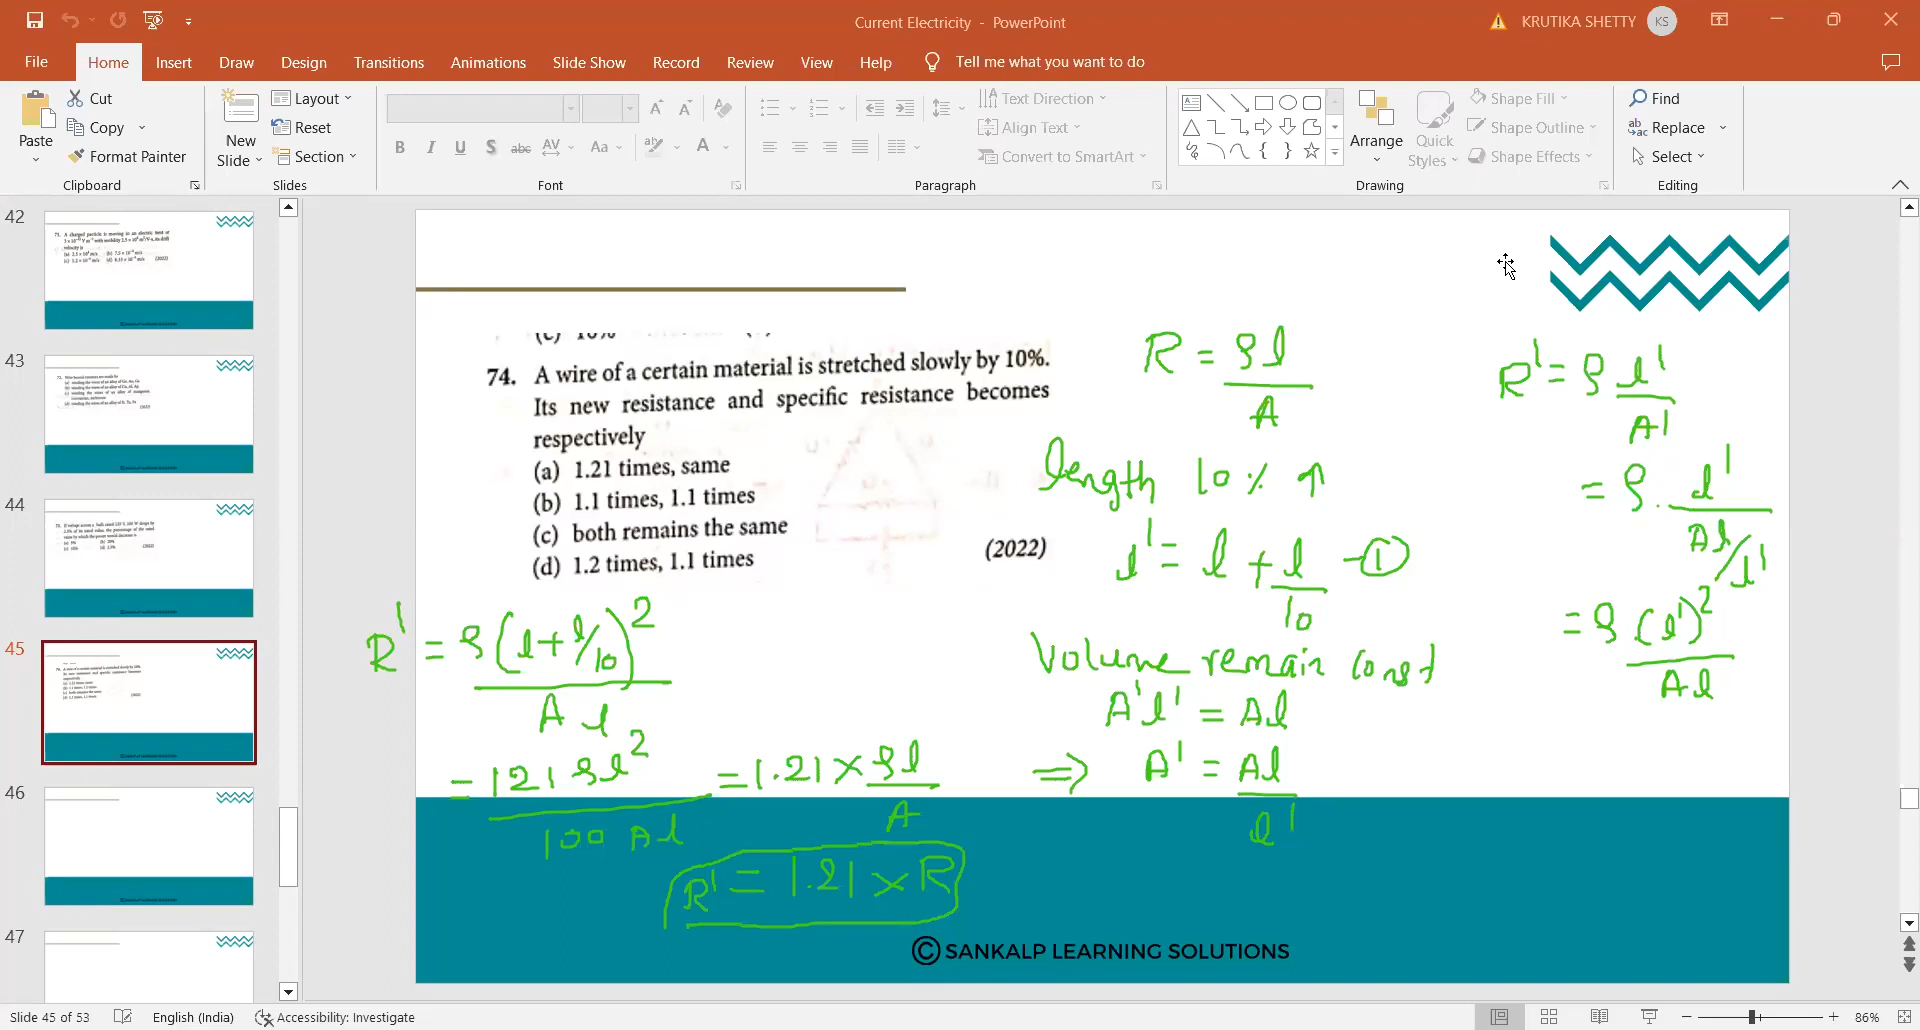 Current Electricity - PowerPoint
KRUTIKA SHETTY
KS
File Home Insert Draw Design Transitions Animations Slide Show Record Review View Help Tell me what you want to do
Paste
Cut
Copy
Format Painter
Clipboard
New Slide
Layout
Reset
Section
Slides
Font
Text Direction
Align Text
Convert to SmartArt
Paragraph
Arrange
Quick Styles
Shape Fill
Shape Outline
Shape Effects
Drawing
Find
Replace
Select
Editing
42
43
44
45
46
47
74. A wire of a certain material is stretched slowly by 10%.
Its new resistance and specific resistance becomes
respectively
(a) 1.21 times, same
(b) 1.1 times, 1.1 times
(c) both remains the same
(d) 1.2 times, 1.1 times
(2022)
R = ρl/A
length 10% ↑
l' = l + l/10 -①
Volume remain const
A'l' = Al
⇒ A' = Al/l'
R' = ρ l'/A'
= ρ. l'/(Al/l')
= ρ (l')²/Al
R' = ρ(l+l/10)²/A l
= 121 ρl²/100 Al = 1.21 × ρl/A
R' = 1.21 × R
© SANKALP LEARNING SOLUTIONS
Slide 45 of 53 English (India) Accessibility: Investigate 86%